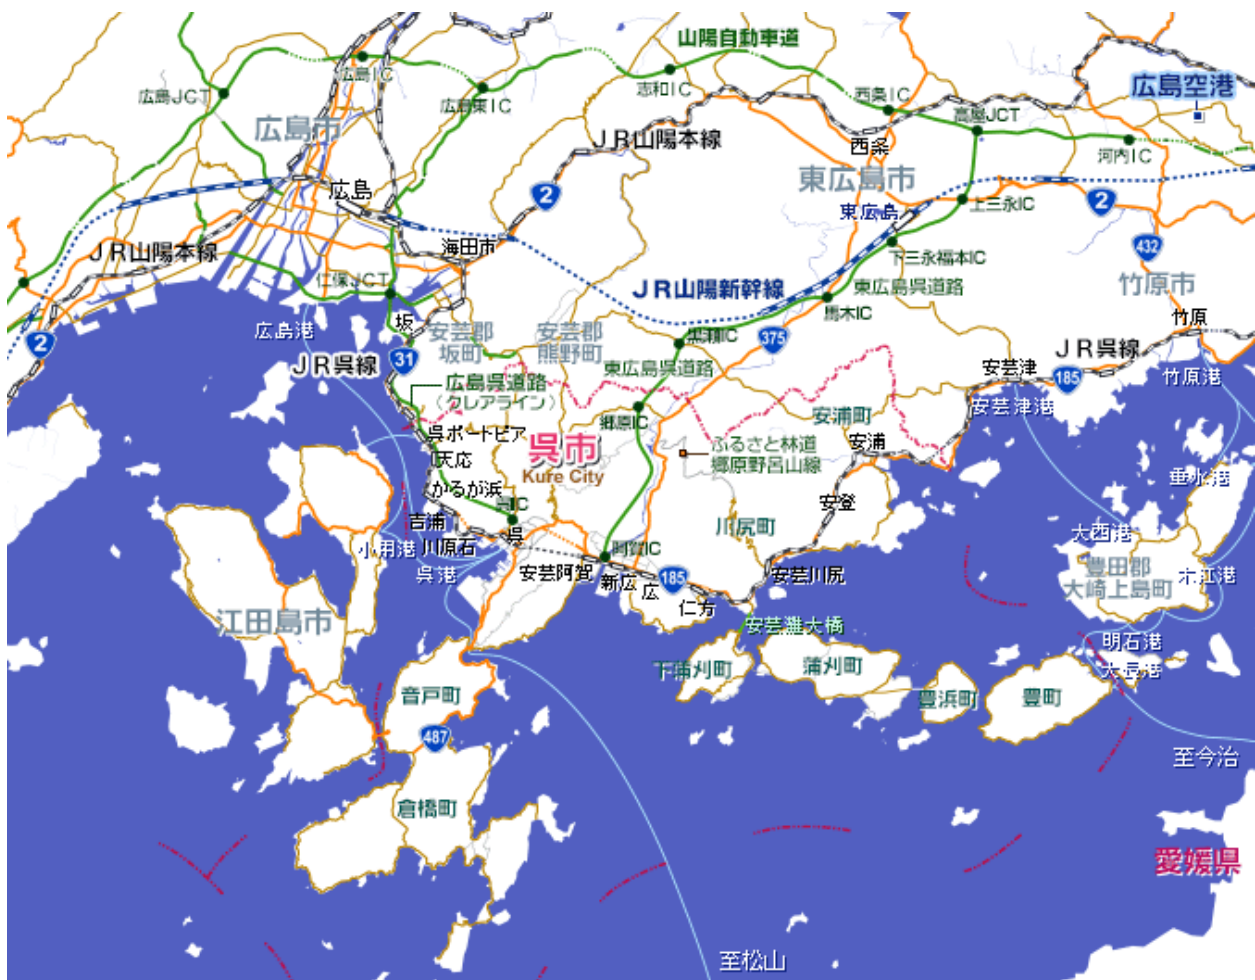 山陽自動車道
広島IC
志和IC
広島JCT
広島東IC
西条IC
広島空港
高屋JCT
広島市
JR山陽本線
西条
河内IC
東広島市
広島
2
2
上三永IC
東広島
海田市
432
JR山陽本線
下三永福本IC
仁保JCT
JR山陽新幹線
東広島呉道路
竹原市
馬木IC
広島港
坂
安芸郡
坂町
安芸郡
熊野町
黒瀬IC
375
竹原
2
31
JR呉線
東広島呉道路
安芸津
JR呉線
185
竹原港
広島呉道路
(クレアライン)
郷原IC
安浦町
安芸津港
呉ポートピア
呉市
Kure City
ふるさと林道
郷原野呂山線
安浦
天応
垂水港
かるが浜
呉IC
安登
吉浦
呉
川尻町
大西港
小用港
川原石
阿賀IC
呉港
安芸阿賀
新広
広
185
安芸川尻
豊田郡
大崎上島町
木江港
仁方
江田島市
安芸灘大橋
明石港
下蒲刈町
蒲刈町
大長港
音戸町
豊浜町
豊町
487
至今治
倉橋町
愛媛県
至松山